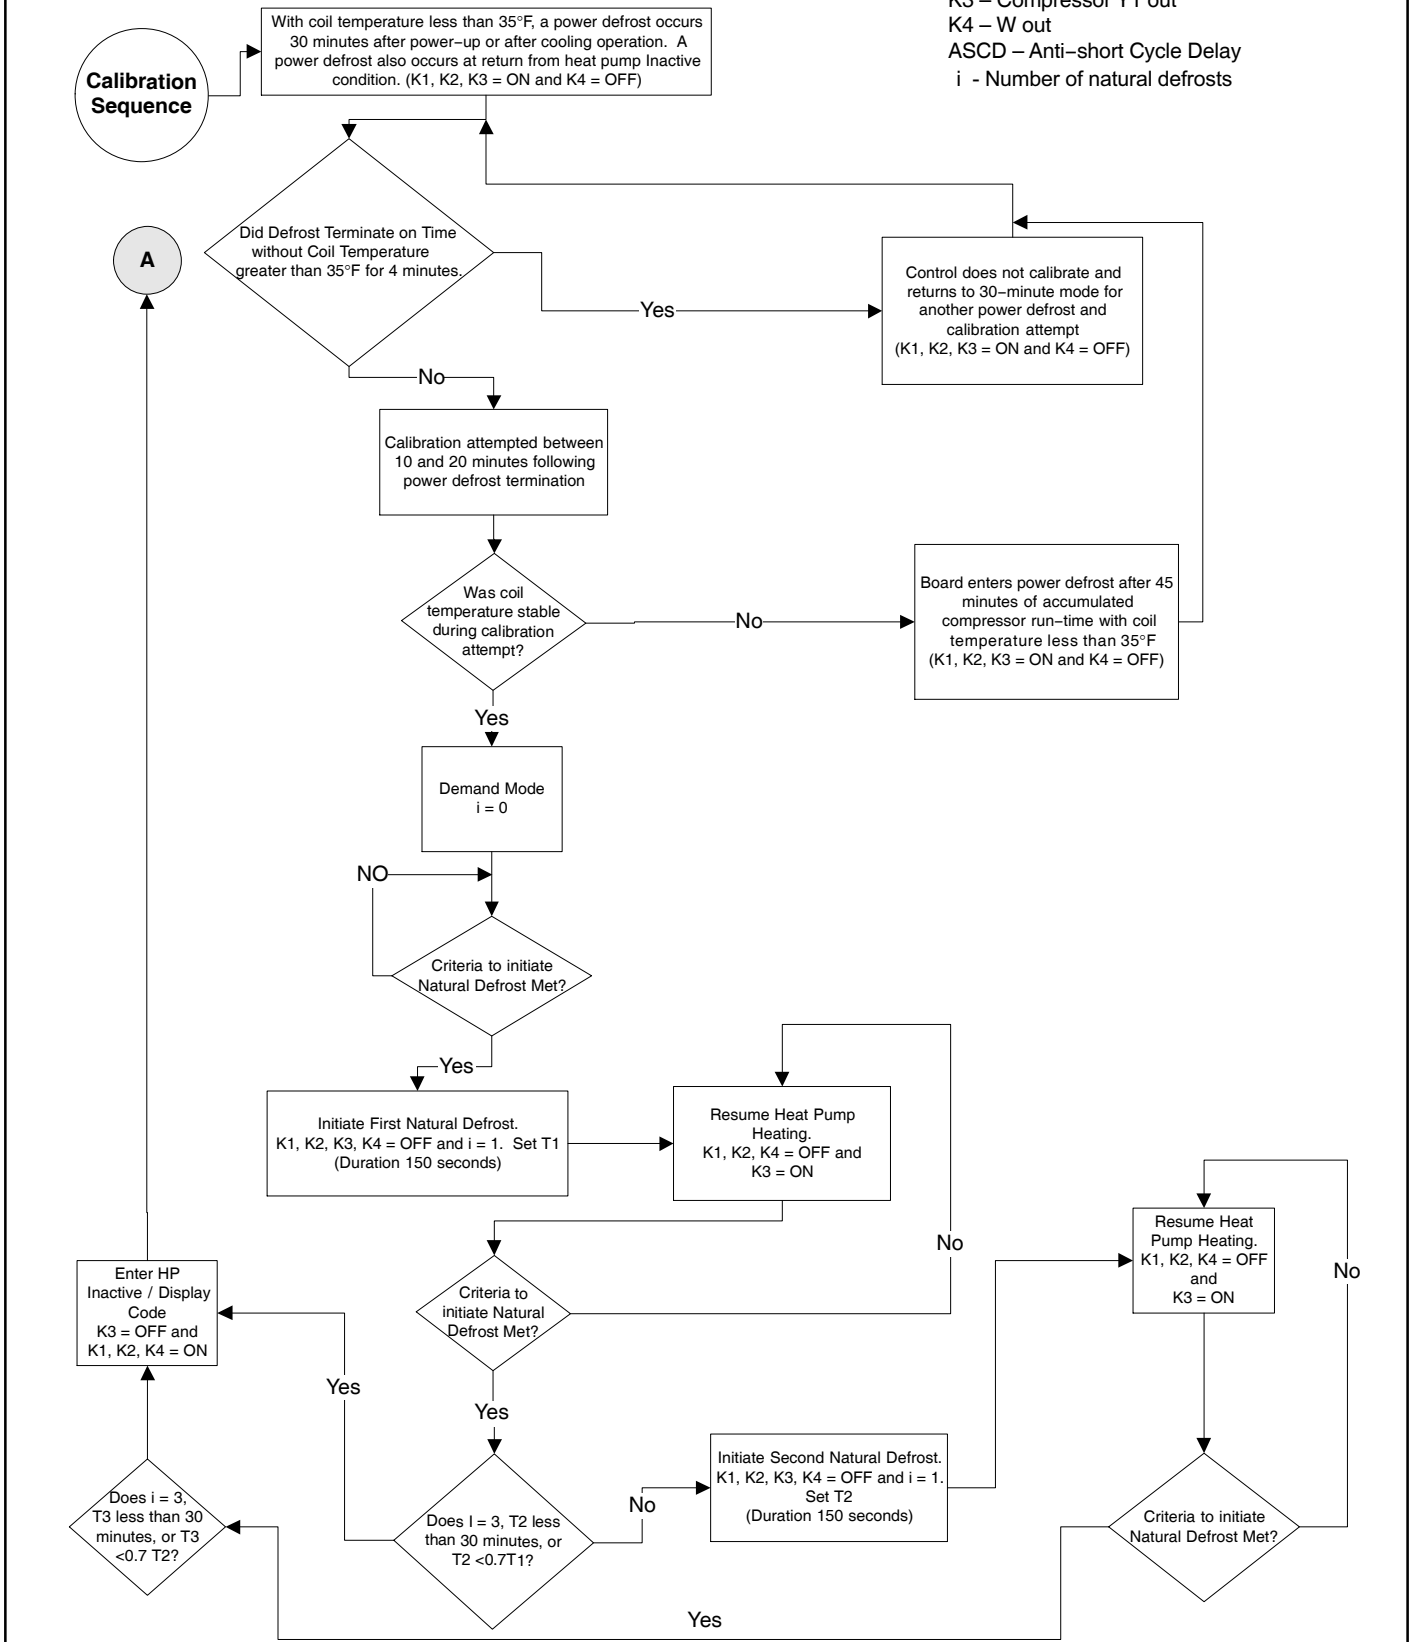 K3 – Compressor Y1 out
K4 – W out
ASCD – Anti–short Cycle Delay
i - Number of natural defrosts
Calibration
Sequence
With coil temperature less than 35°F, a power defrost occurs
30 minutes after power–up or after cooling operation. A
power defrost also occurs at return from heat pump Inactive
condition. (K1, K2, K3 = ON and K4 = OFF)
A
Did Defrost Terminate on Time
without Coil Temperature
greater than 35°F for 4 minutes.
Yes
Control does not calibrate and
returns to 30–minute mode for
another power defrost and
calibration attempt
(K1, K2, K3 = ON and K4 = OFF)
No
Calibration attempted between
10 and 20 minutes following
power defrost termination
Was coil
temperature stable
during calibration
attempt?
No
Board enters power defrost after 45
minutes of accumulated
compressor run–time with coil
temperature less than 35°F
(K1, K2, K3 = ON and K4 = OFF)
Yes
Demand Mode
i = 0
NO
Criteria to initiate
Natural Defrost Met?
Yes
Initiate First Natural Defrost.
K1, K2, K3, K4 = OFF and i = 1. Set T1
(Duration 150 seconds)
Resume Heat Pump
Heating.
K1, K2, K4 = OFF and
K3 = ON
No
Criteria to
initiate Natural
Defrost Met?
Resume Heat
Pump Heating.
K1, K2, K4 = OFF
and
K3 = ON
No
Enter HP
Inactive / Display
Code
K3 = OFF and
K1, K2, K4 = ON
Yes
Yes
Does i = 3,
T3 less than 30
minutes, or T3
<0.7 T2?
Does I = 3, T2 less
than 30 minutes, or
T2 <0.7T1?
No
Initiate Second Natural Defrost.
K1, K2, K3, K4 = OFF and i = 1.
Set T2
(Duration 150 seconds)
Criteria to initiate
Natural Defrost Met?
Yes